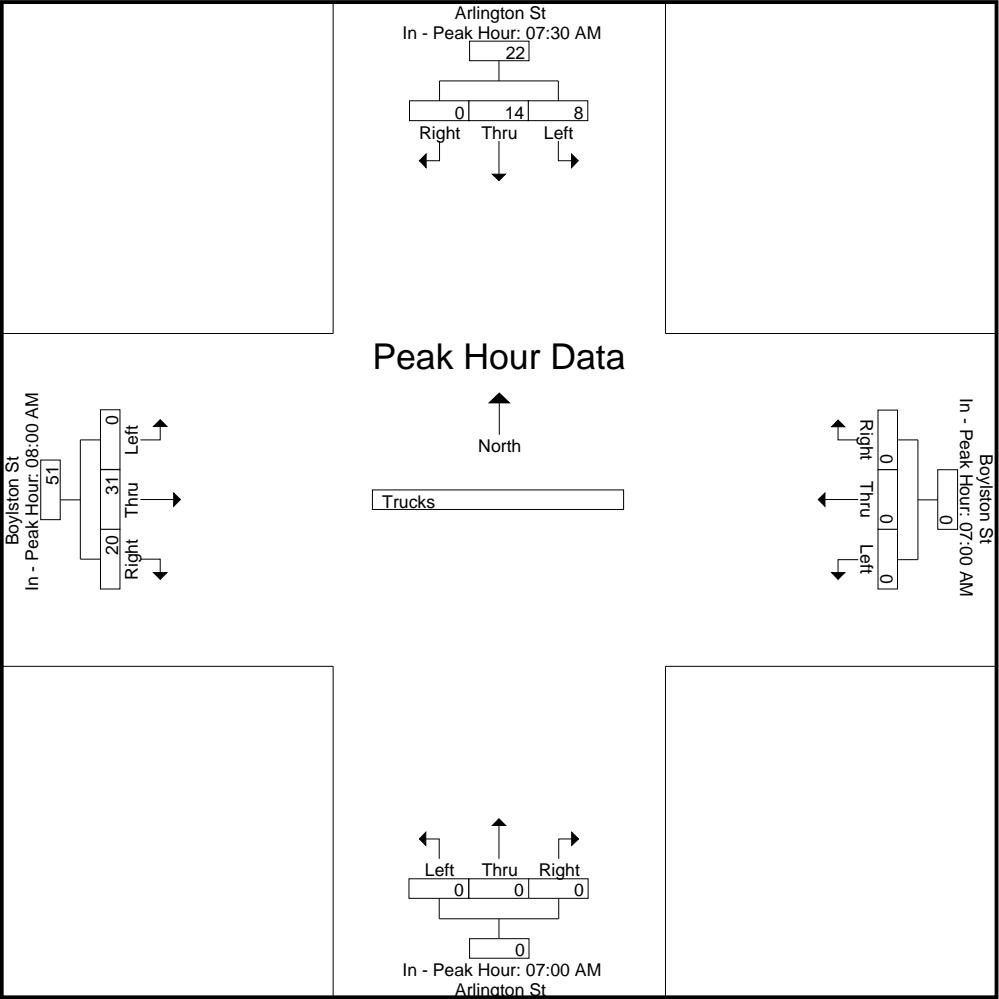 Arlington St
In - Peak Hour: 07:30 AM
22
0 14 8
Right Thru Left
Peak Hour Data
North
Trucks
Boylston St
In - Peak Hour: 08:00 AM
51
0 31 20
Left Thru Right
Boylston St
In - Peak Hour: 07:00 AM
0
Right Thru Left
0 0 0
Left Thru Right
0 0 0
0
In - Peak Hour: 07:00 AM
Arlington St